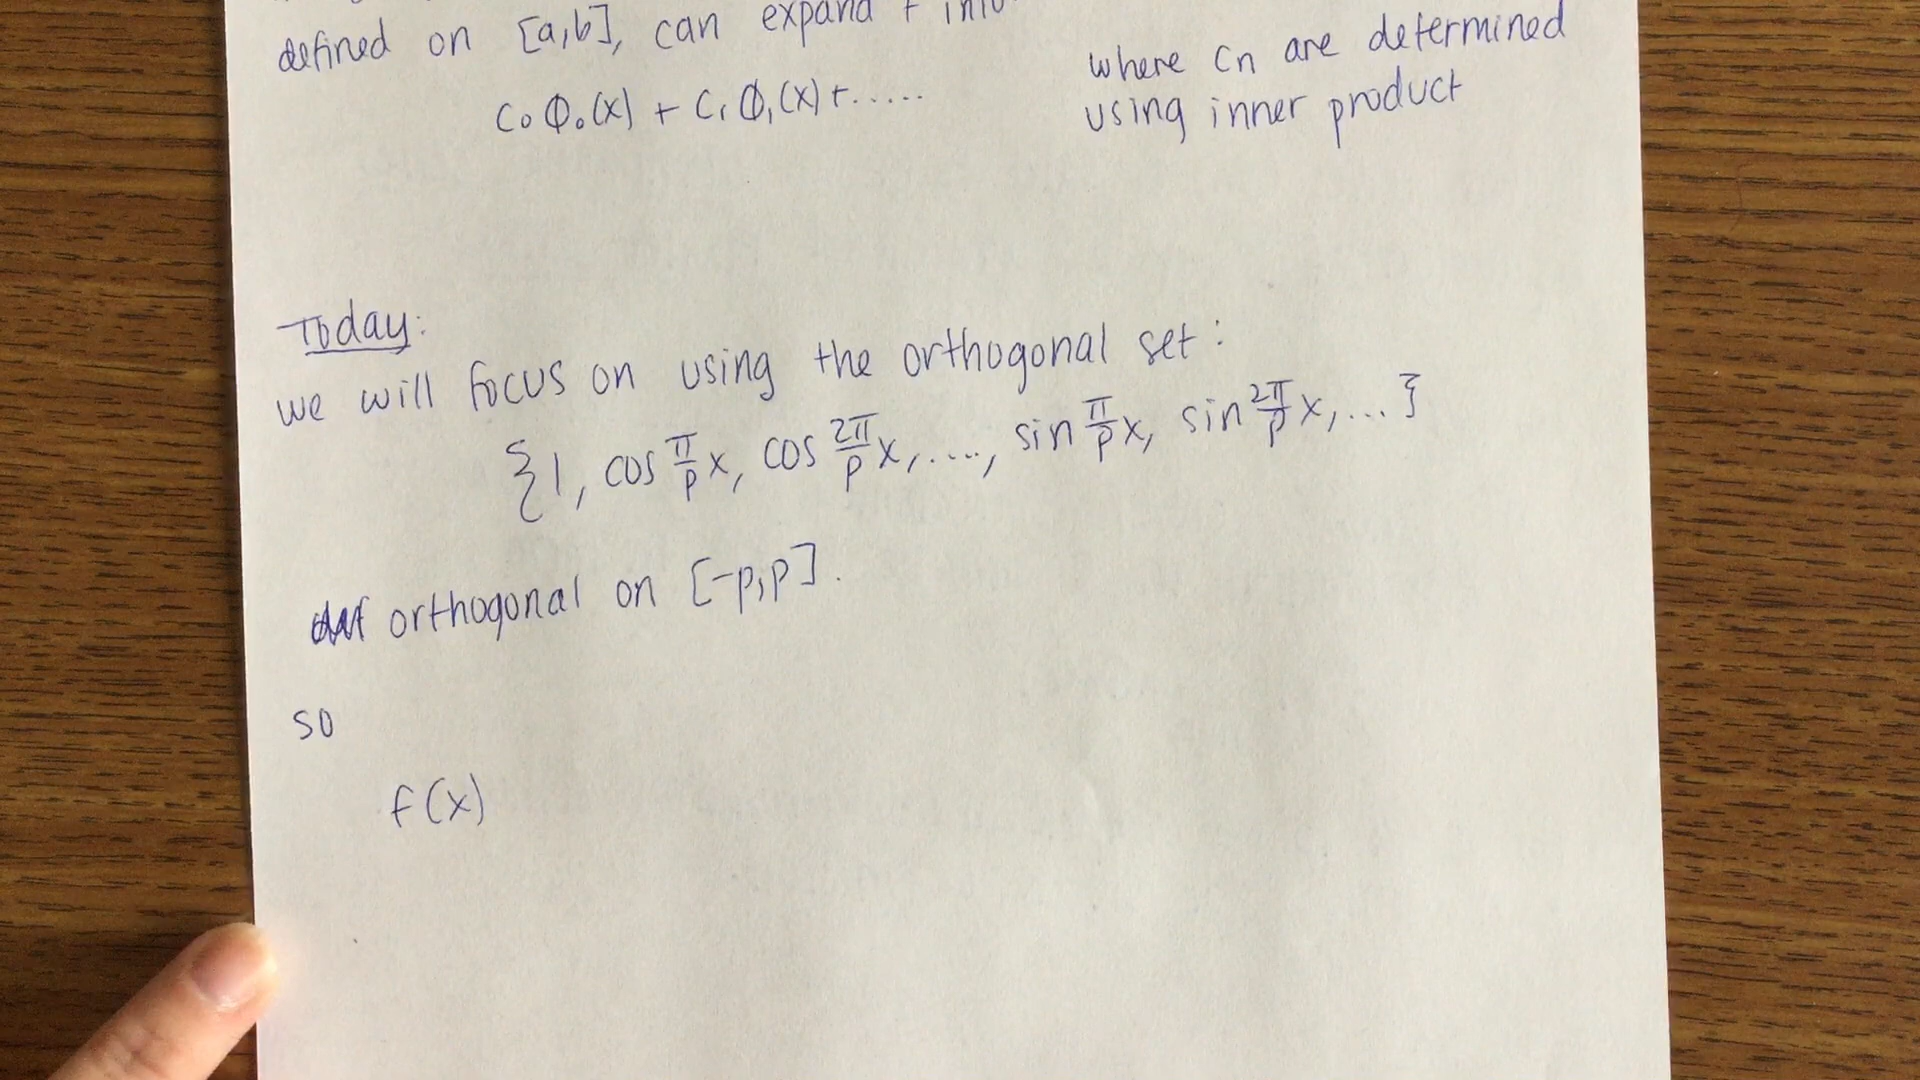 defined on [a,b], can expand f into
c₀ϕ₀(x) + c₁ϕ₁(x)+.....
where cn are determined
using inner product
Today:
we will focus on using the orthogonal set:
{1, cos π/p x, cos 2π/p x,...., sin π/p x, sin 2π/p x,...}
orthogonal on [-p,p].
so
f(x)